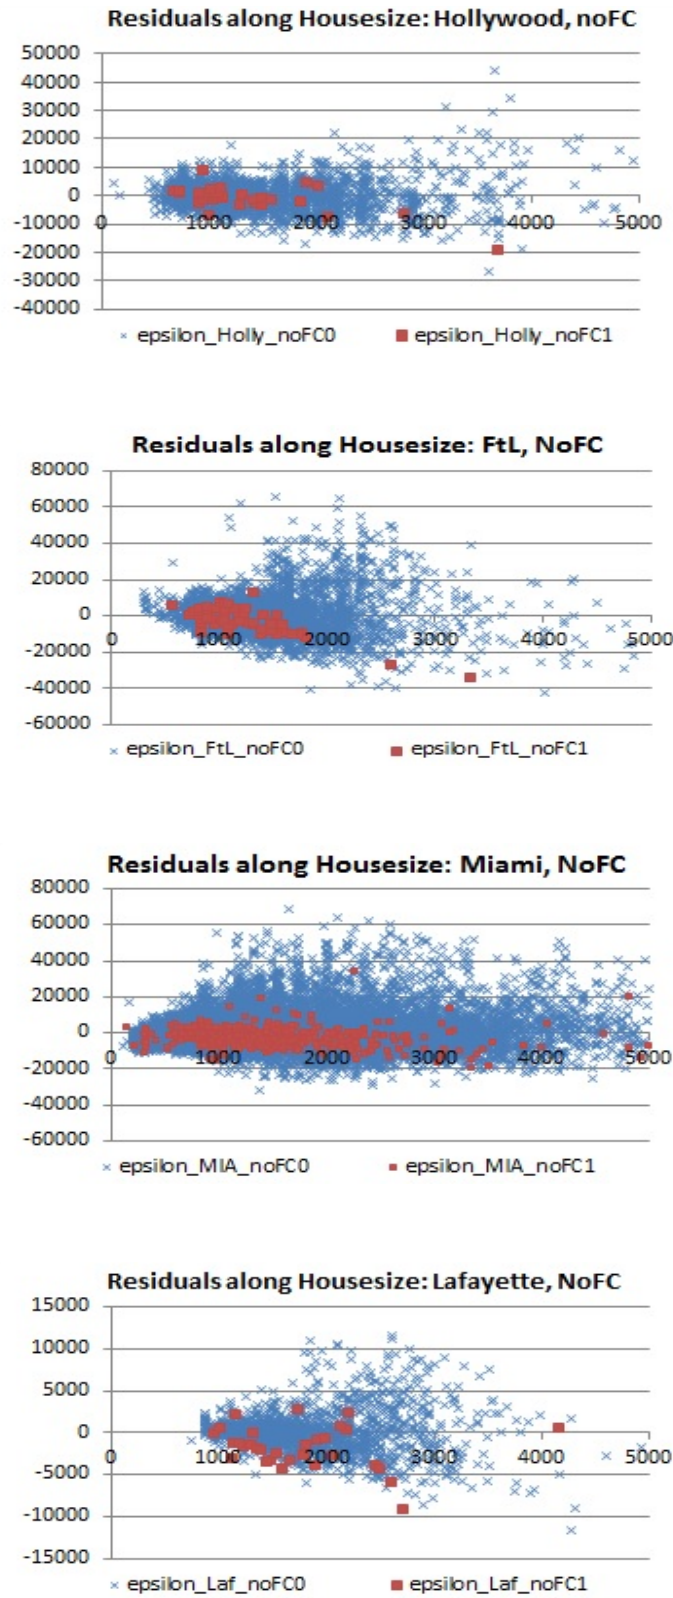 Residuals along Housesize: Hollywood, noFC
50000
40000
30000
20000
10000
0
-10000
-20000
-30000
-40000
0 1000 2000 3000 4000 5000
epsilon_Holly_noFC0 epsilon_Holly_noFC1
Residuals along Housesize: FtL, NoFC
80000
60000
40000
20000
0
-20000
-40000
-60000
0 1000 2000 3000 4000 5000
epsilon_FtL_noFC0 epsilon_FtL_noFC1
Residuals along Housesize: Miami, NoFC
80000
60000
40000
20000
0
-20000
-40000
-60000
0 1000 2000 3000 4000 5000
epsilon_MIA_noFC0 epsilon_MIA_noFC1
Residuals along Housesize: Lafayette, NoFC
15000
10000
5000
0
-5000
-10000
-15000
0 1000 2000 3000 4000 5000
epsilon_Laf_noFC0 epsilon_Laf_noFC1